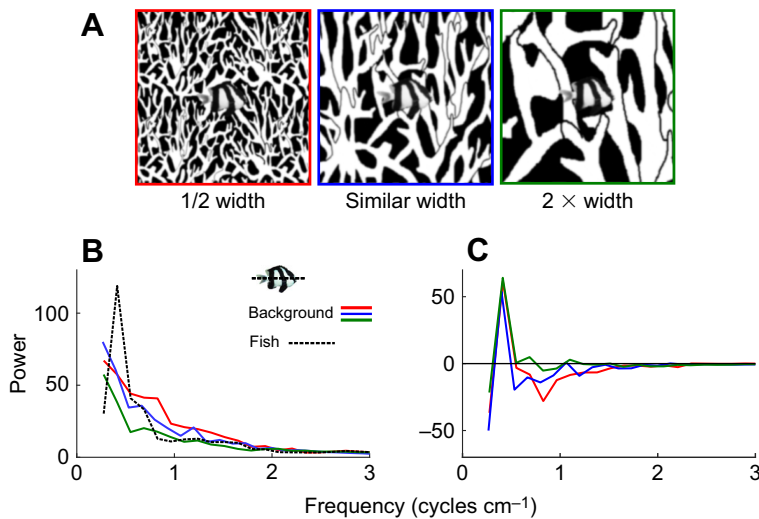 A
1/2 width
Similar width
2 × width
B
C
Background
Fish
Power
100
50
0
50
0
–50
0
1
2
3
0
1
2
3
Frequency (cycles cm–1)